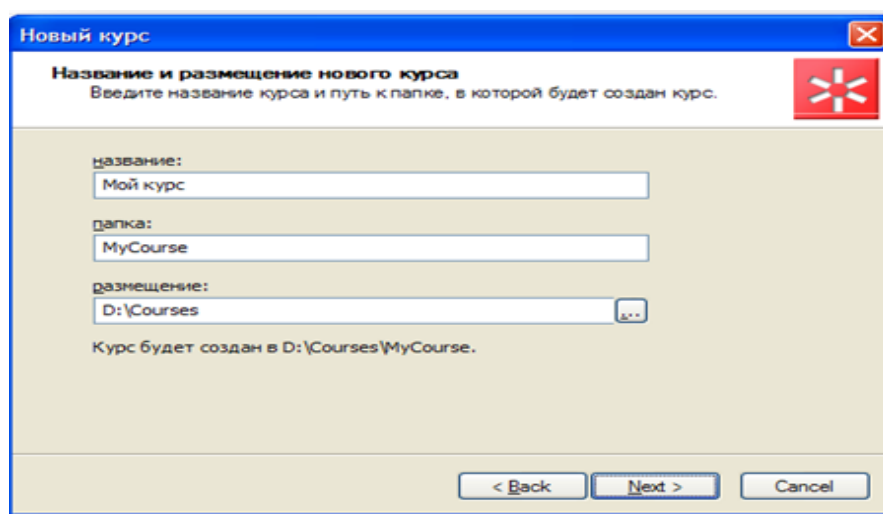 Новый курс
Название и размещение нового курса
Введите название курса и путь к папке, в которой будет создан курс.
название:
Мой курс
папка:
MyCourse
размещение:
D:\Courses
...
Курс будет создан в D:\Courses\MyCourse.
< Back Next > Cancel